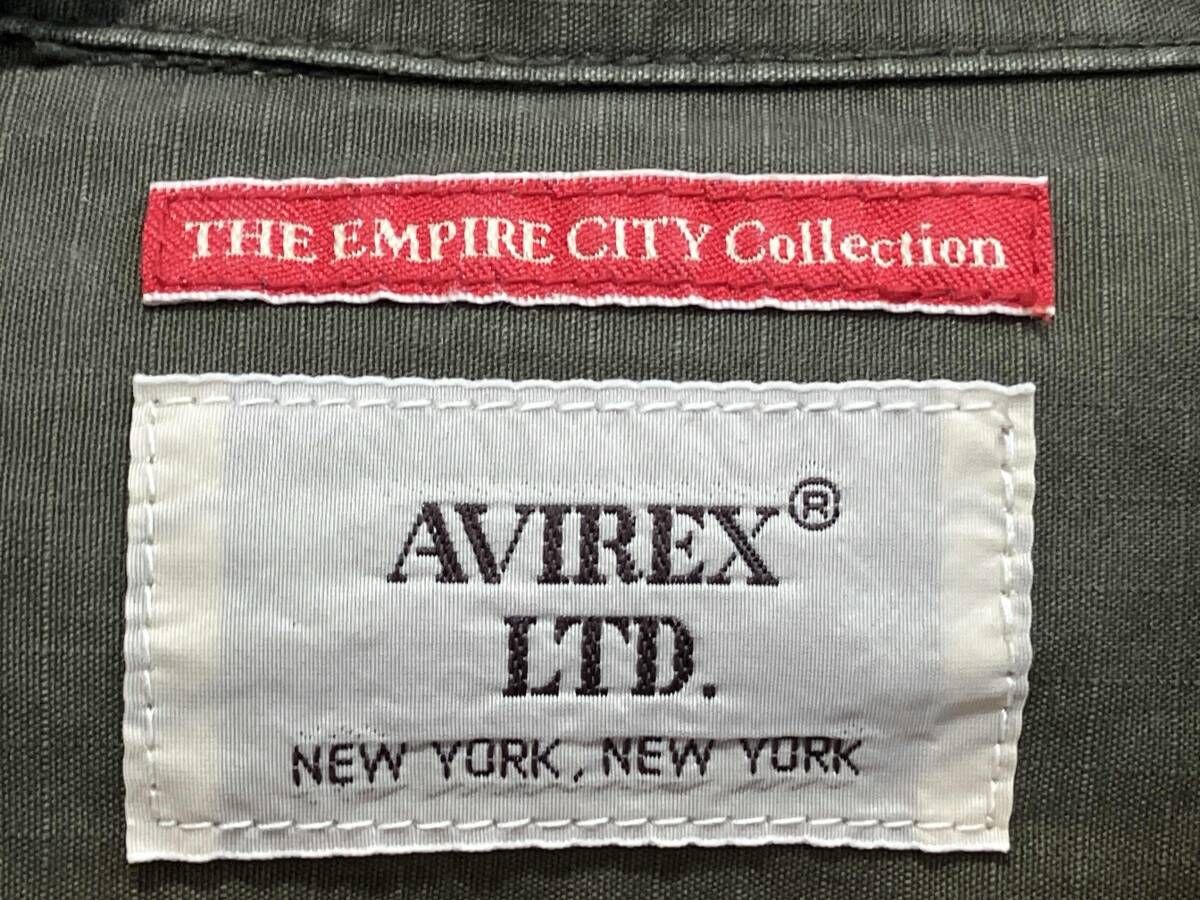 THE EMPIRE CITY Collection
AVIREX®
LTD.
NEW YORK, NEW YORK